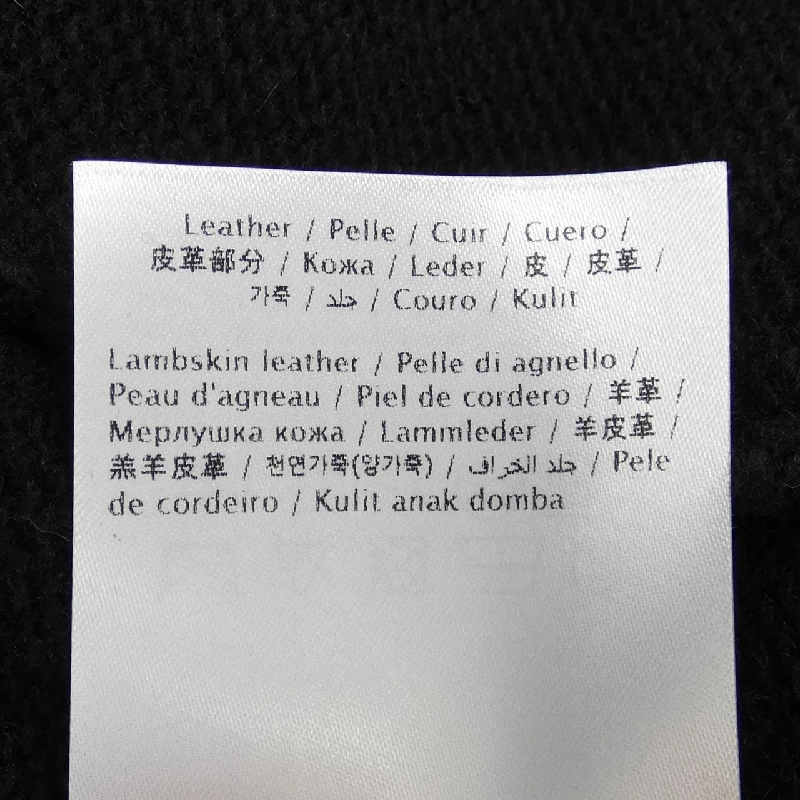 Leather / Pelle / Cuir / Cuero /
皮革部分 / Кожа / Leder / 皮 / 皮革 /
가죽 / جلد / Couro / Kulit
Lambskin leather / Pelle di agnello /
Peau d'agneau / Piel de cordero / 羊革 /
Мерлушка кожа / Lammleder / 羊皮革 /
羔羊皮革 / 천연가죽(양가죽) / جلد الخراف / Pele
de cordeiro / Kulit anak domba